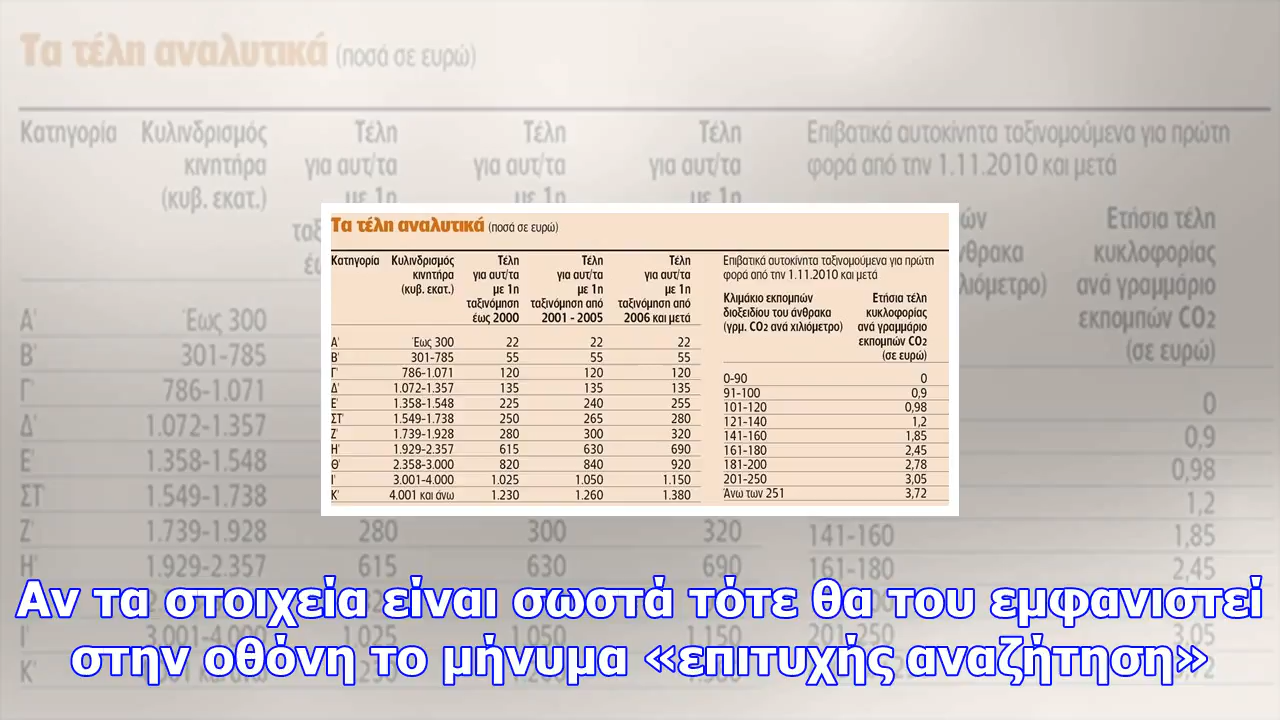 Τα τέλη αναλυτικά (ποσά σε ευρώ)
Κατηγορία Κυλινδρισμός κινητήρα (κυβ. εκατ.) Τέλη για αυτ/τα με 1η ταξινόμηση έως 2000 Τέλη για αυτ/τα με 1η ταξινόμηση από 2001 - 2005 Τέλη για αυτ/τα με 1η ταξινόμηση από 2006 και μετά
Α' Έως 300 22 22 22
Β' 301-785 55 55 55
Γ' 786-1.071 120 120 120
Δ' 1.072-1.357 135 135 135
Ε' 1.358-1.548 225 240 255
ΣΤ' 1.549-1.738 250 265 280
Ζ' 1.739-1.928 280 300 320
Η' 1.929-2.357 615 630 690
Θ' 2.358-3.000 820 840 920
Ι' 3.001-4.000 1.025 1.050 1.150
Κ' 4.001 και άνω 1.230 1.260 1.380
Επιβατικά αυτοκίνητα ταξινομούμενα για πρώτη
φορά από την 1.11.2010 και μετά
Κλιμάκιο εκπομπών διοξειδίου του άνθρακα (γρμ. CO2 ανά χιλιόμετρο) Ετήσια τέλη κυκλοφορίας ανά γραμμάριο εκπομπών CO2 (σε ευρώ)
0-90 0
91-100 0,9
101-120 0,98
121-140 1,2
141-160 1,85
161-180 2,45
181-200 2,78
201-250 3,05
Άνω των 251 3,72
Αν τα στοιχεία είναι σωστά τότε θα του εμφανιστεί
στην οθόνη το μήνυμα «επιτυχής αναζήτηση»